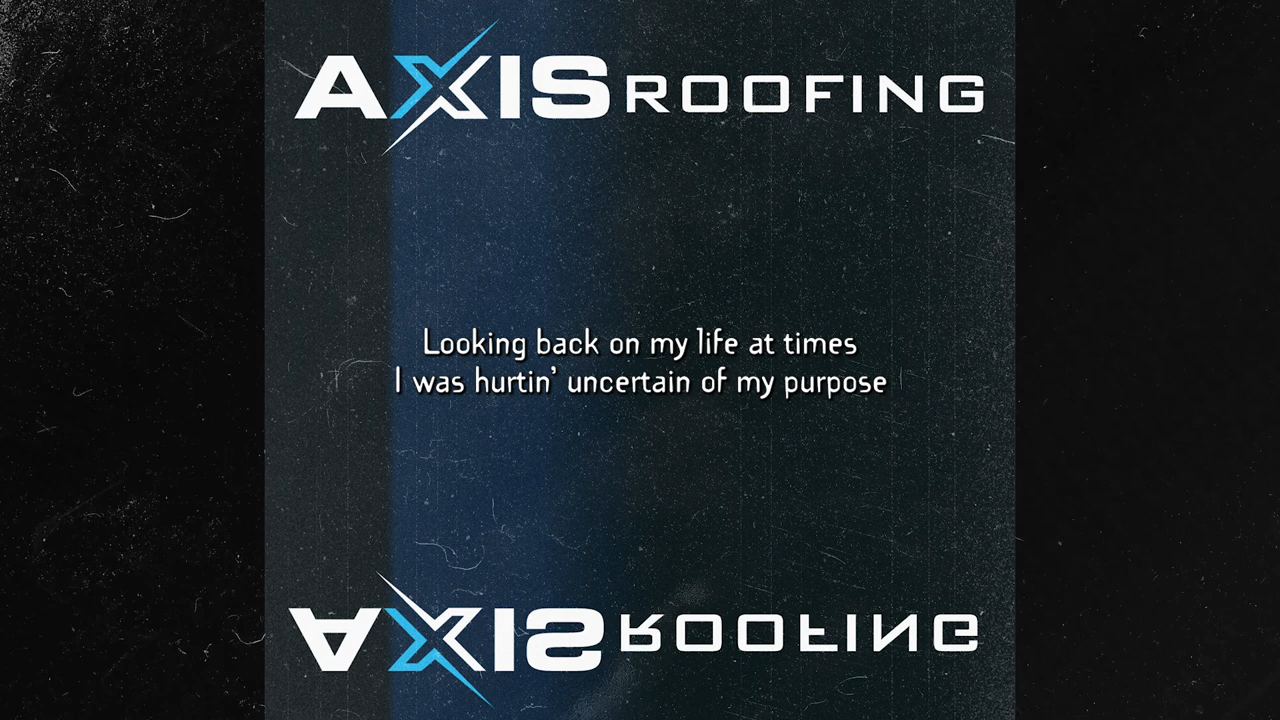 AXIS ROOFING
Looking back on my life at times
I was hurtin' uncertain of my purpose
AXIS ROOFING